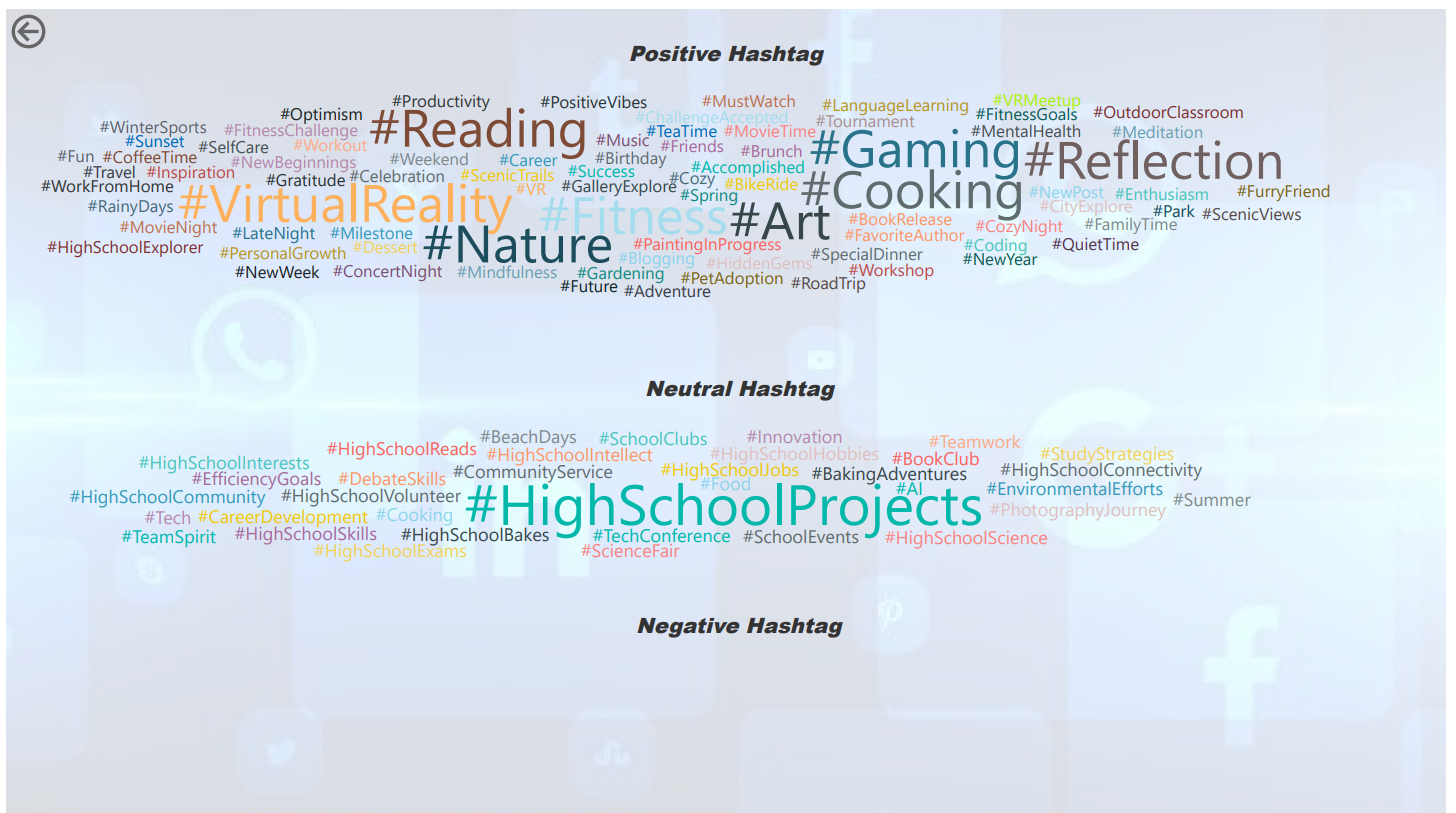 Positive Hashtag
#Productivity #PositiveVibes #MustWatch #LanguageLearning #VRMeetup
#Optimism #Reading #ChallengeAccepted #Tournament #FitnessGoals #OutdoorClassroom
#WinterSports #FitnessChallenge #TeaTime #MovieTime #MentalHealth #Meditation
#Sunset #SelfCare #Workout #Music #Friends #Brunch #Gaming #Reflection
#Fun #CoffeeTime #NewBeginnings #Weekend #Career #Birthday #Accomplished
#Travel #Inspiration #Gratitude #Celebration #ScenicTrails #Success #Cozy #Cooking
#WorkFromHome #VR #GalleryExplore #Spring #BikeRide #NewPost #Enthusiasm #FurryFriend
#RainyDays #VirtualReality #Fitness #Art #CityExplore #Park #ScenicViews
#MovieNight #LateNight #Milestone #BookRelease #CozyNight #FamilyTime
#HighSchoolExplorer #PersonalGrowth #Dessert #Nature #PaintingInProgress #FavoriteAuthor #Coding #QuietTime
#Blogging #HiddenGems #SpecialDinner #NewYear
#NewWeek #ConcertNight #Mindfulness #Gardening #PetAdoption #Workshop
#Future #Adventure #RoadTrip
Neutral Hashtag
#BeachDays #SchoolClubs #Innovation #Teamwork
#HighSchoolReads #HighSchoolIntellect #HighSchoolHobbies #BookClub #StudyStrategies
#HighSchoolInterests #CommunityService #HighSchoolJobs #BakingAdventures #HighSchoolConnectivity
#EfficiencyGoals #DebateSkills #Food #AI #EnvironmentalEfforts
#HighSchoolCommunity #HighSchoolVolunteer #HighSchoolProjects #PhotographyJourney #Summer
#Tech #CareerDevelopment #Cooking
#TeamSpirit #HighSchoolSkills #HighSchoolBakes #TechConference #SchoolEvents #HighSchoolScience
#HighSchoolExams #ScienceFair
Negative Hashtag